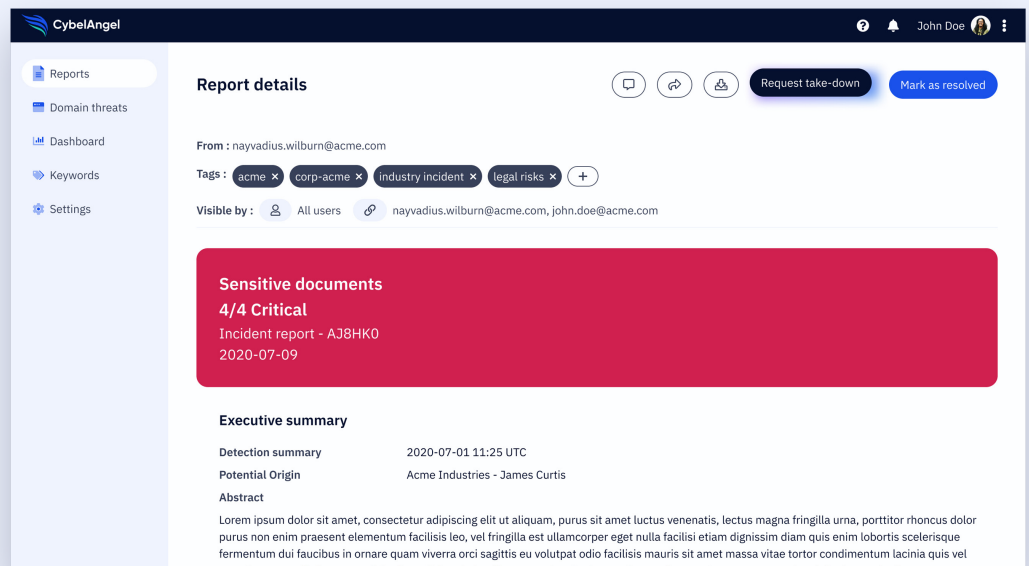 CybelAngel
John Doe
Reports
Domain threats
Dashboard
Keywords
Settings
Report details
Request take-down
Mark as resolved
From : nayvadius.wilburn@acme.com
Tags : acme × corp-acme × industry incident × legal risks × +
Visible by : All users nayvadius.wilburn@acme.com, john.doe@acme.com
Sensitive documents
4/4 Critical
Incident report - AJ8HK0
2020-07-09
Executive summary
Detection summary 2020-07-01 11:25 UTC
Potential Origin Acme Industries - James Curtis
Abstract
Lorem ipsum dolor sit amet, consectetur adipiscing elit ut aliquam, purus sit amet luctus venenatis, lectus magna fringilla urna, porttitor rhoncus dolor
purus non enim praesent elementum facilisis leo, vel fringilla est ullamcorper eget nulla facilisi etiam dignissim diam quis enim lobortis scelerisque
fermentum dui faucibus in ornare quam viverra orci sagittis eu volutpat odio facilisis mauris sit amet massa vitae tortor condimentum lacinia quis vel